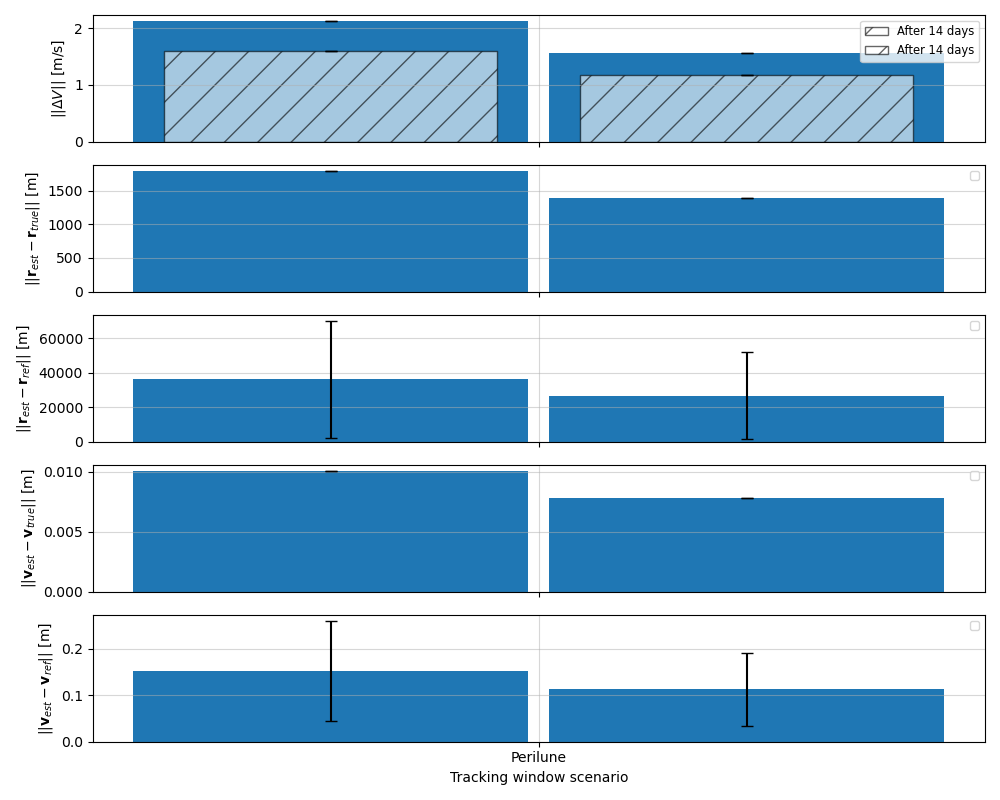 2
1
0
||ΔV|| [m/s]
After 14 days
After 14 days
1500
1000
500
0
||r_est − r_true|| [m]
60000
40000
20000
0
||r_est − r_ref|| [m]
0.010
0.005
0.000
||v_est − v_true|| [m]
0.2
0.1
0.0
||v_est − v_ref|| [m]
Perilune
Tracking window scenario